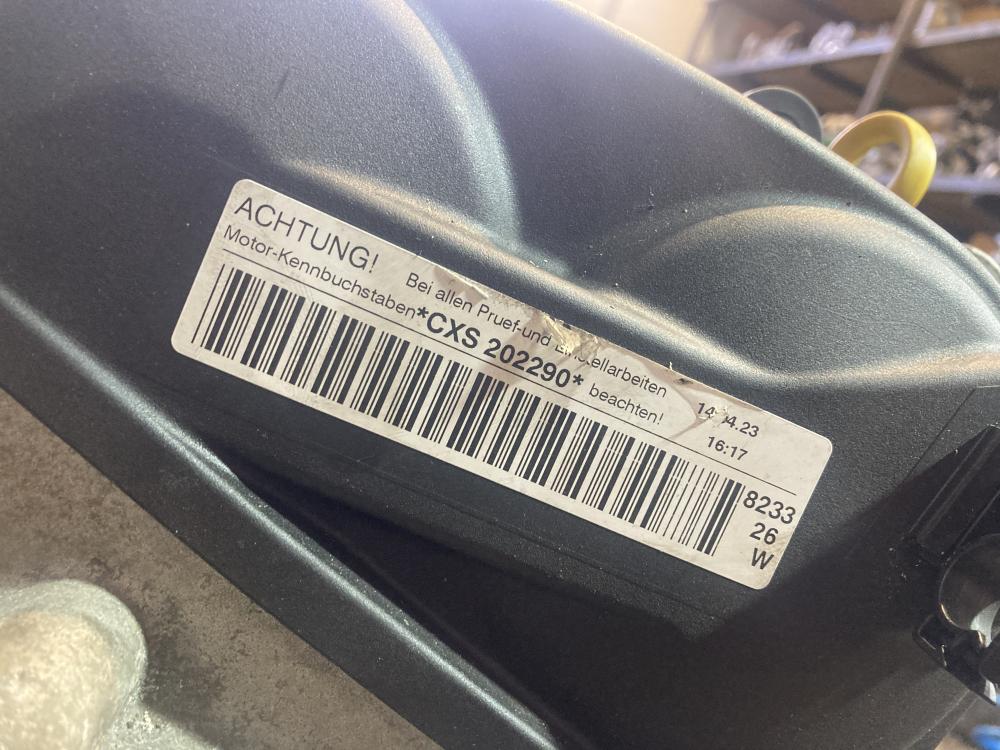 ACHTUNG! Bei allen Pruef-und
Motor-Kennbuchstaben *CXS 202290* beachten!
16:17
8233
26
W